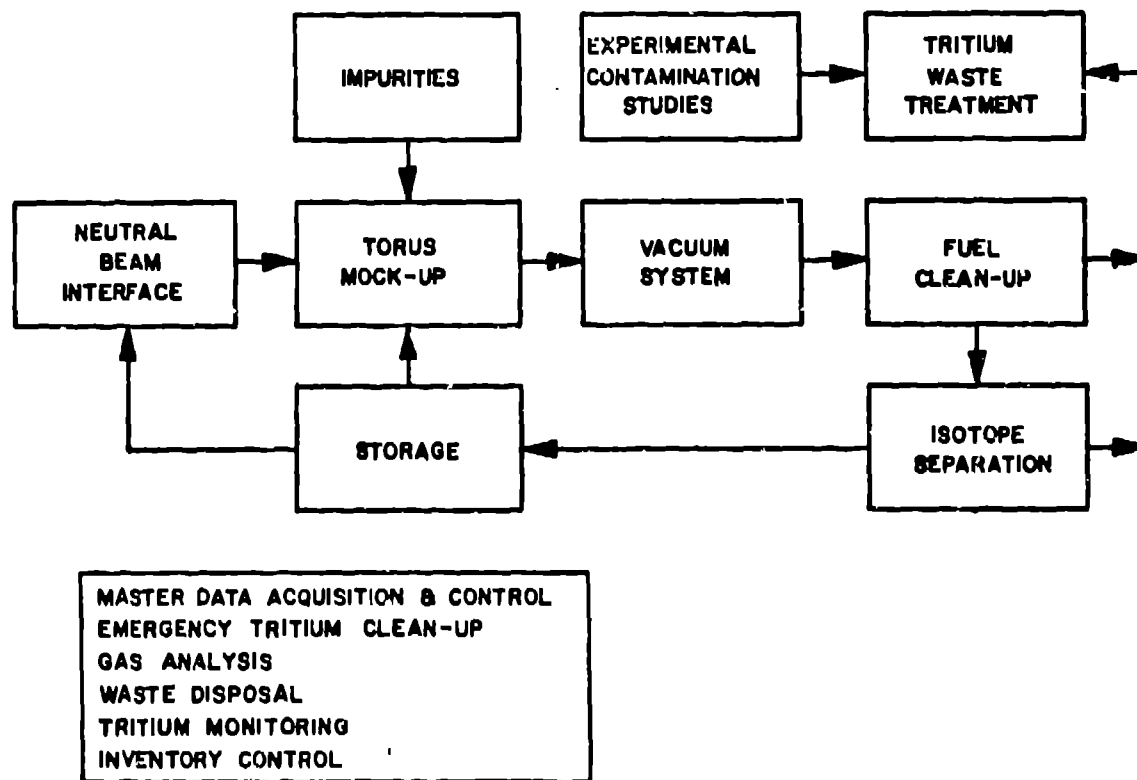 IMPURITIES
EXPERIMENTAL
CONTAMINATION
STUDIES
TRITIUM
WASTE
TREATMENT
NEUTRAL
BEAM
INTERFACE
TORUS
MOCK-UP
VACUUM
SYSTEM
FUEL
CLEAN-UP
STORAGE
ISOTOPE
SEPARATION
MASTER DATA ACQUISITION & CONTROL
EMERGENCY TRITIUM CLEAN-UP
GAS ANALYSIS
WASTE DISPOSAL
TRITIUM MONITORING
INVENTORY CONTROL